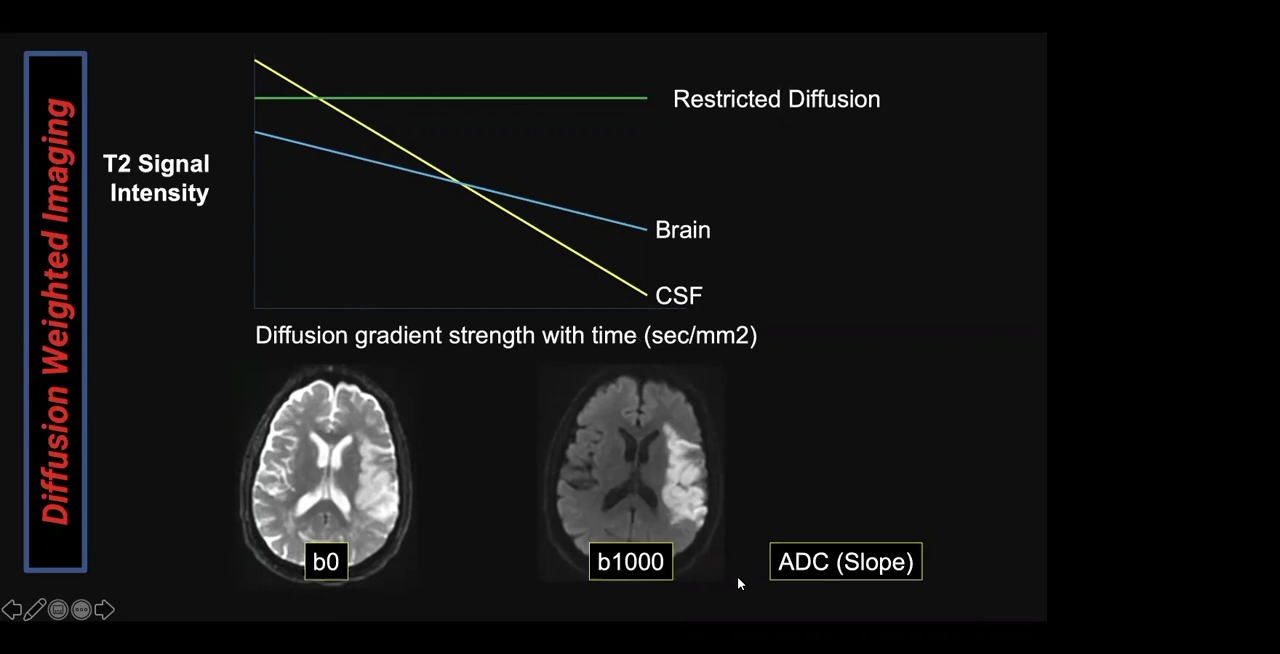 Diffusion Weighted Imaging
T2 Signal
Intensity
Restricted Diffusion
Brain
CSF
Diffusion gradient strength with time (sec/mm2)
b0
b1000
ADC (Slope)